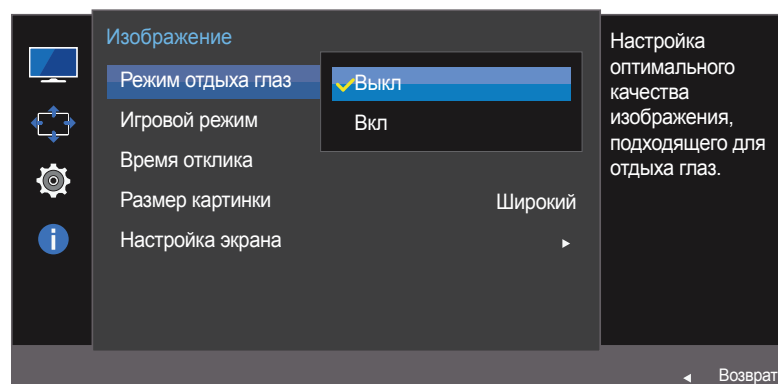 Изображение
Режим отдыха глаз
Выкл
Игровой режим
Вкл
Время отклика
Размер картинки Широкий
Настройка экрана
Настройка
оптимального
качества
изображения,
подходящего для
отдыха глаз.
Возврат